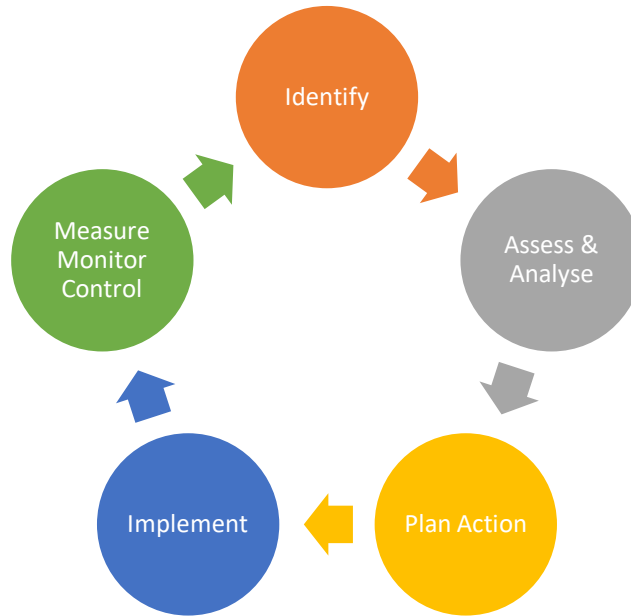 Identify
Assess &
Analyse
Plan Action
Implement
Measure
Monitor
Control